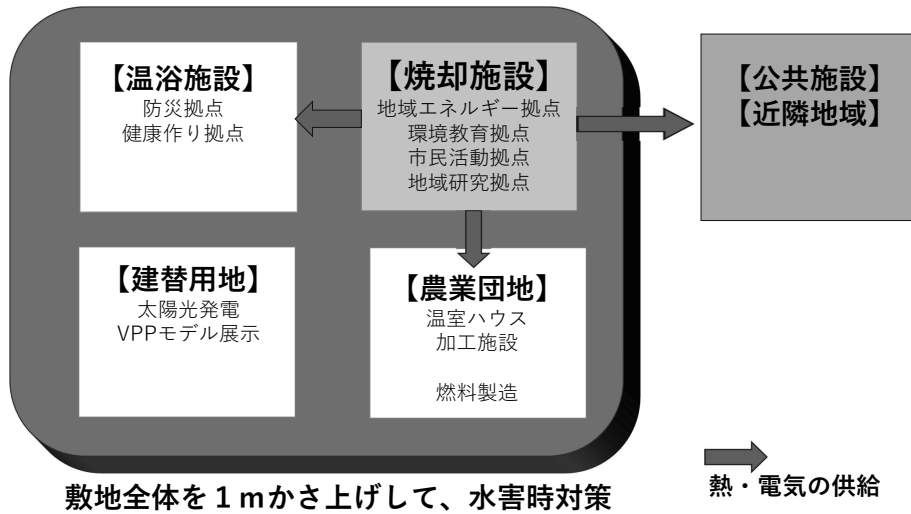 【温浴施設】
防災拠点
健康作り拠点
【焼却施設】
地域エネルギー拠点
環境教育拠点
市民活動拠点
地域研究拠点
【公共施設】
【近隣地域】
【建替用地】
太陽光発電
VPPモデル展示
【農業団地】
温室ハウス
加工施設
燃料製造
敷地全体を１ｍかさ上げして、水害時対策
熱・電気の供給